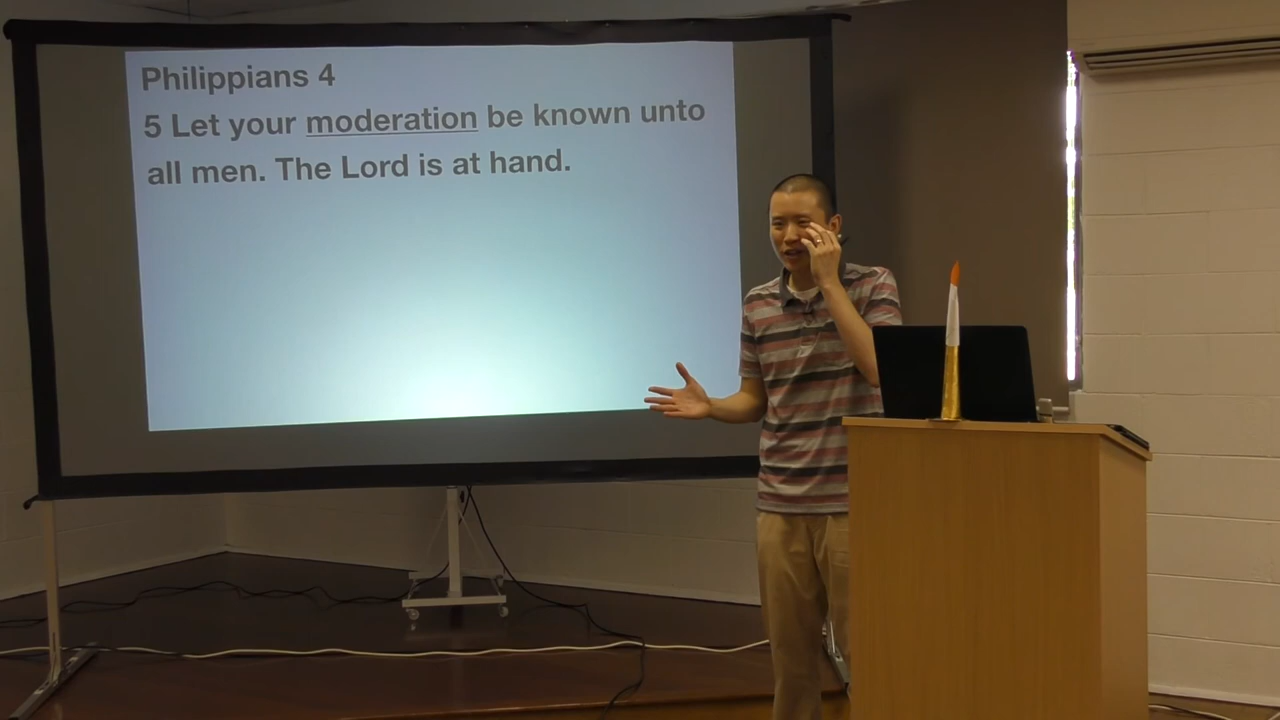 Philippians 4
5 Let your moderation be known unto
all men. The Lord is at hand.